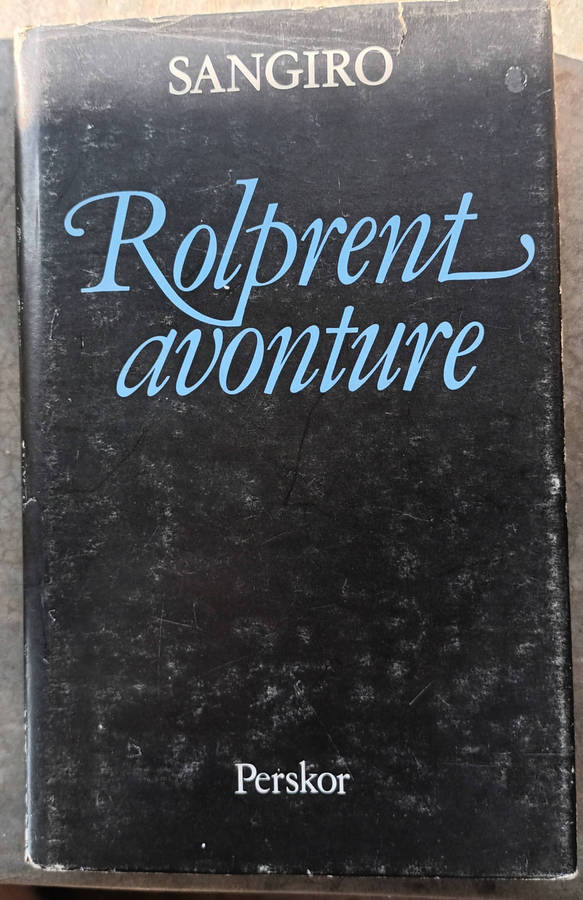 SANGIRO
Rolprent
avonture
Perskor